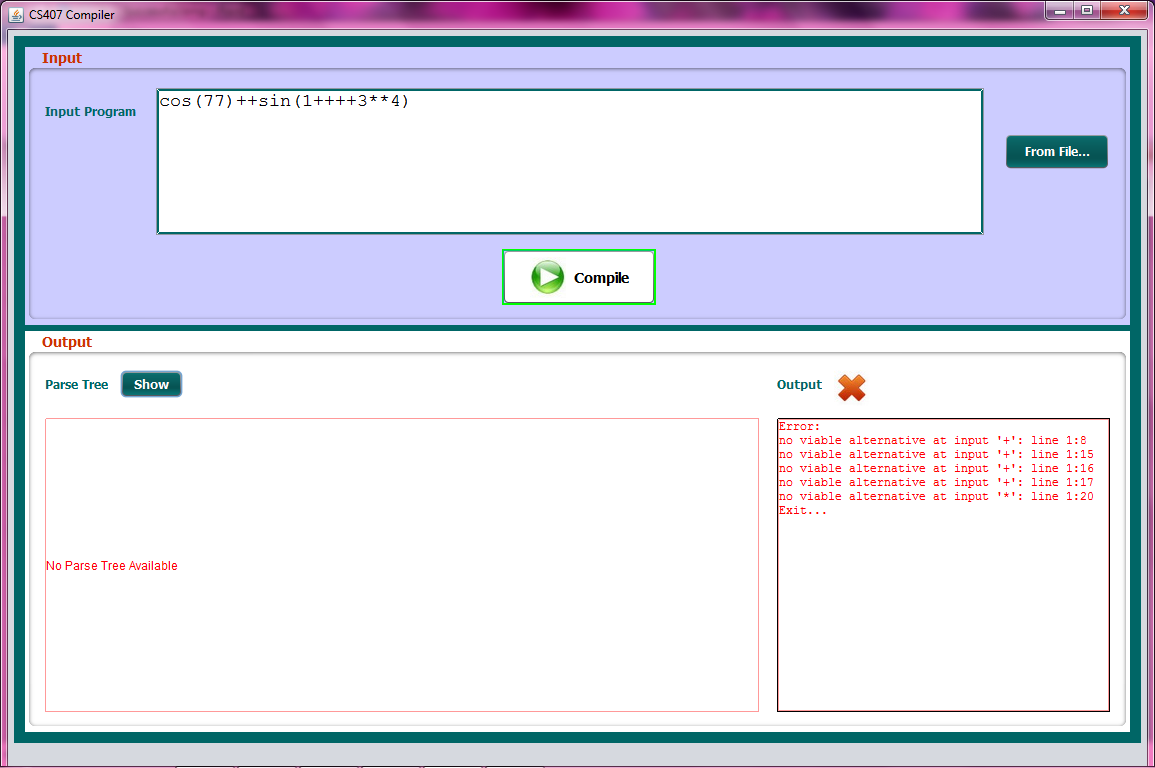 CS407 Compiler
Input
Input Program
cos(77)++sin(1++++3**4)
From File...
Compile
Output
Parse Tree
Show
No Parse Tree Available
Output
Error:
no viable alternative at input '+': line 1:8
no viable alternative at input '+': line 1:15
no viable alternative at input '+': line 1:16
no viable alternative at input '+': line 1:17
no viable alternative at input '*': line 1:20
Exit...